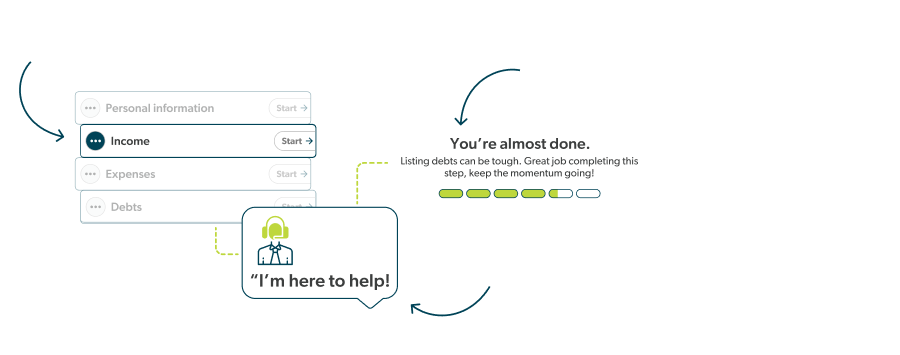 Personal information
Start
Income
Start
Expenses
Start
Debts
Start
You're almost done.
Listing debts can be tough. Great job completing this
step, keep the momentum going!
“I'm here to help!